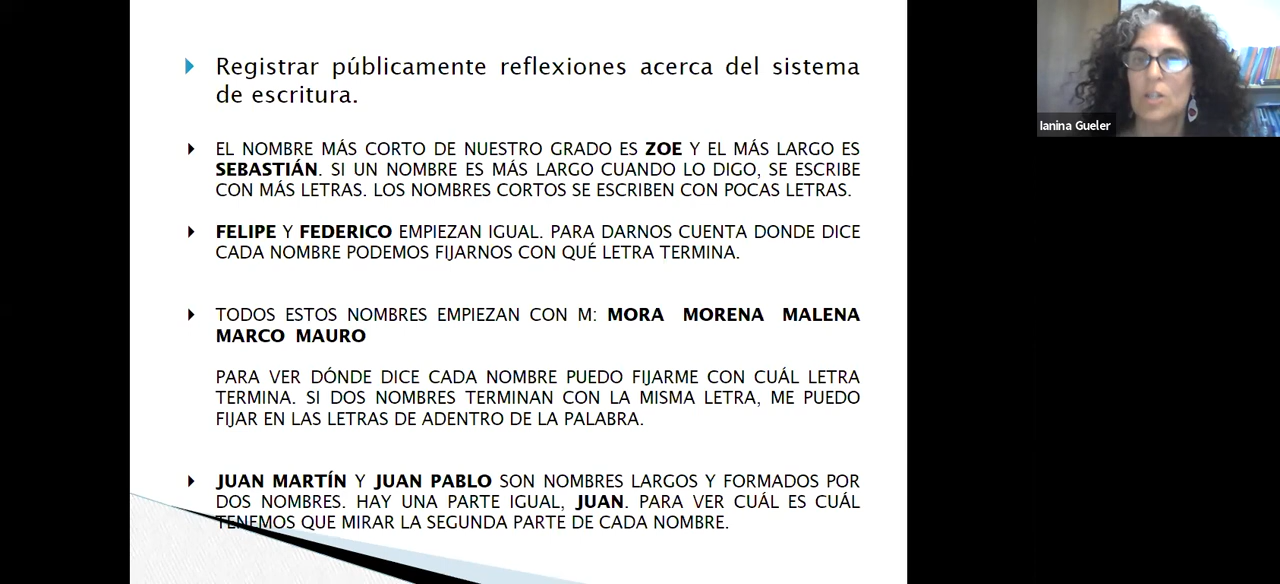 Registrar públicamente reflexiones acerca del sistema
de escritura.
EL NOMBRE MÁS CORTO DE NUESTRO GRADO ES ZOE Y EL MÁS LARGO ES
SEBASTIÁN. SI UN NOMBRE ES MÁS LARGO CUANDO LO DIGO, SE ESCRIBE
CON MÁS LETRAS. LOS NOMBRES CORTOS SE ESCRIBEN CON POCAS LETRAS.
FELIPE Y FEDERICO EMPIEZAN IGUAL. PARA DARNOS CUENTA DONDE DICE
CADA NOMBRE PODEMOS FIJARNOS CON QUÉ LETRA TERMINA.
TODOS ESTOS NOMBRES EMPIEZAN CON M: MORA MORENA MALENA
MARCO MAURO
PARA VER DÓNDE DICE CADA NOMBRE PUEDO FIJARME CON CUÁL LETRA
TERMINA. SI DOS NOMBRES TERMINAN CON LA MISMA LETRA, ME PUEDO
FIJAR EN LAS LETRAS DE ADENTRO DE LA PALABRA.
JUAN MARTÍN Y JUAN PABLO SON NOMBRES LARGOS Y FORMADOS POR
DOS NOMBRES. HAY UNA PARTE IGUAL, JUAN. PARA VER CUÁL ES CUÁL
TENEMOS QUE MIRAR LA SEGUNDA PARTE DE CADA NOMBRE.
Ianina Gueler